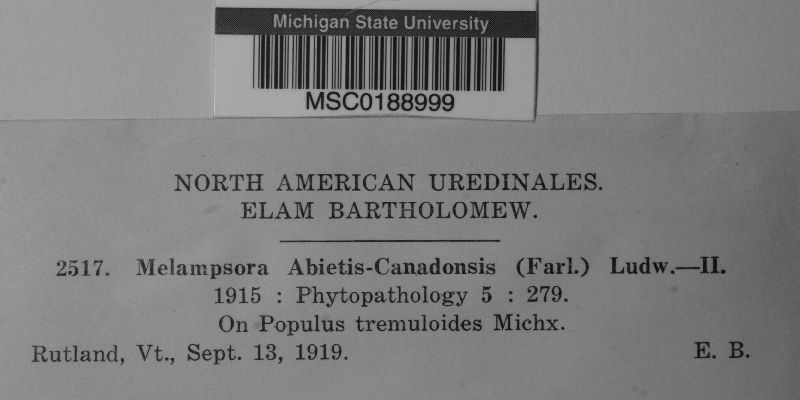 Michigan State University
MSC0188999
NORTH AMERICAN UREDINALES.
ELAM BARTHOLOMEW.
2517. Melampsora Abietis-Canadonsis (Farl.) Ludw.—II.
1915 : Phytopathology 5 : 279.
On Populus tremuloides Michx.
Rutland, Vt., Sept. 13, 1919. E. B.